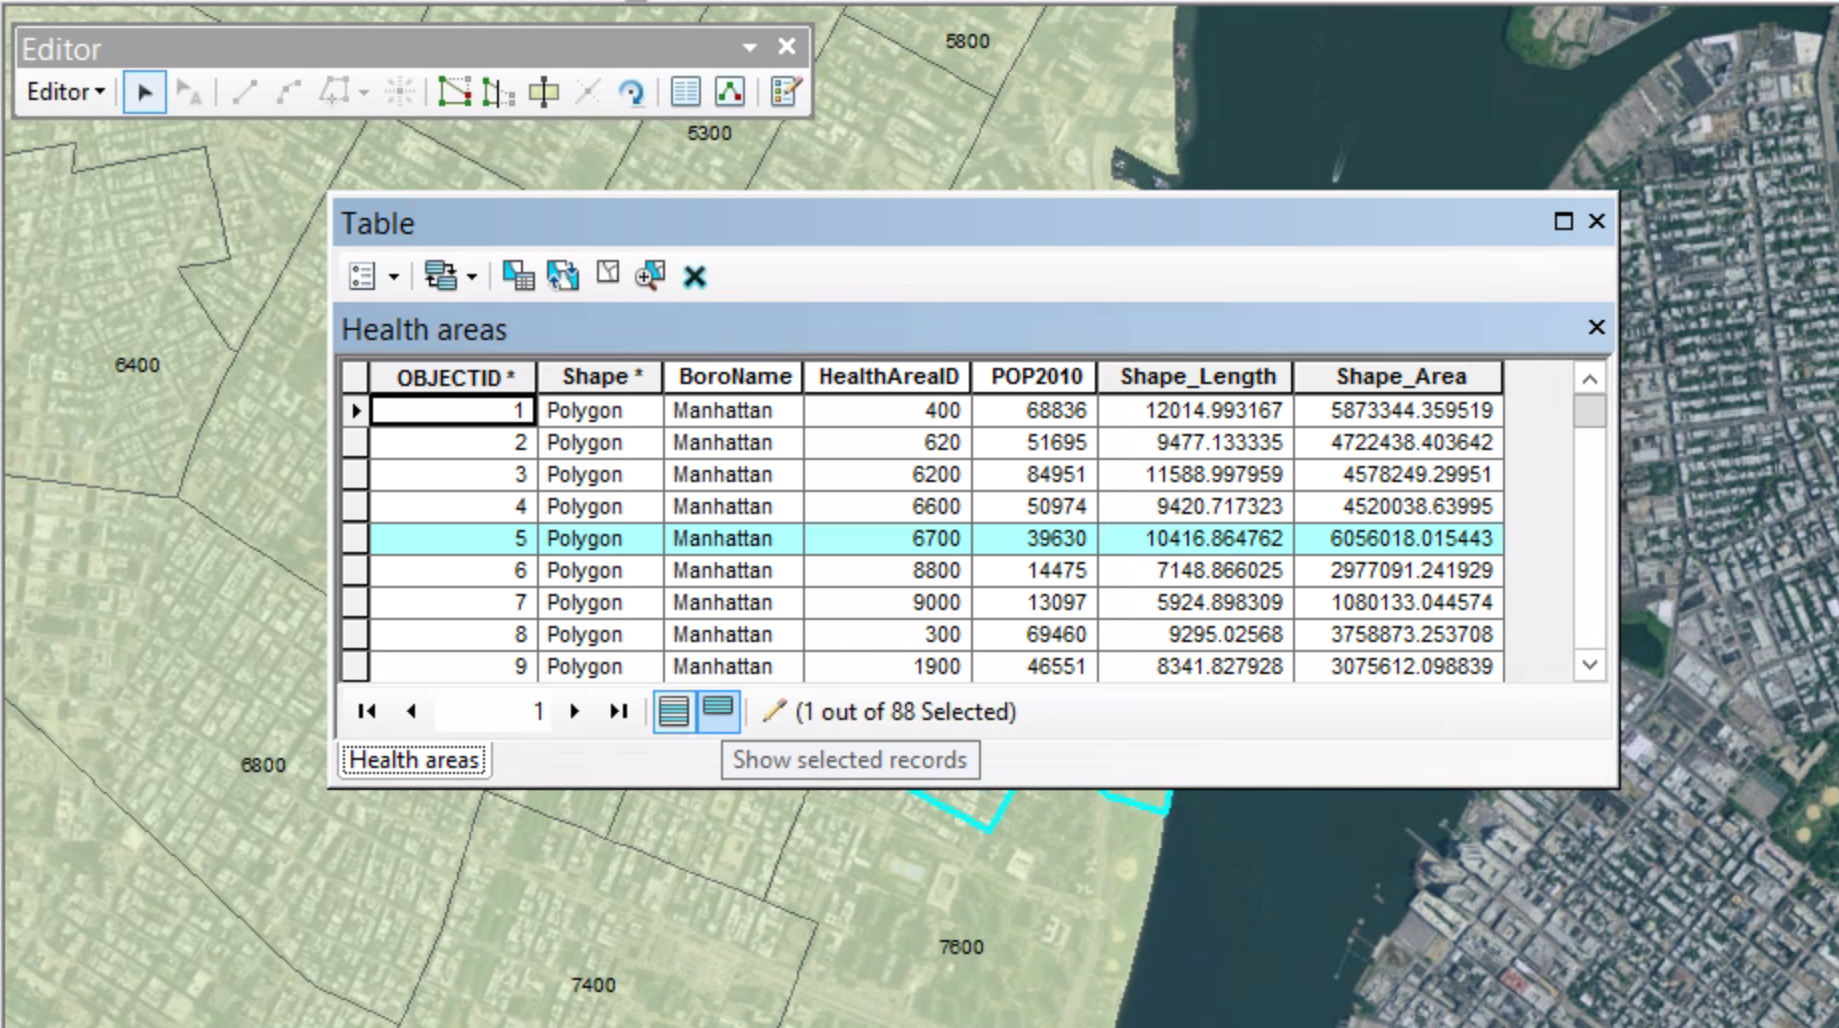 5800
Editor
Editor
5300
Table
Health areas
6400
OBJECTID * Shape * BoroName HealthAreaID POP2010 Shape_Length Shape_Area
1 Polygon Manhattan 400 68836 12014.993167 5873344.359519
2 Polygon Manhattan 620 51695 9477.133335 4722438.403642
3 Polygon Manhattan 6200 84951 11588.997959 4578249.29951
4 Polygon Manhattan 6600 50974 9420.717323 4520038.63995
5 Polygon Manhattan 6700 39630 10416.864762 6056018.015443
6 Polygon Manhattan 8800 14475 7148.866025 2977091.241929
7 Polygon Manhattan 9000 13097 5924.898309 1080133.044574
8 Polygon Manhattan 300 69460 9295.02568 3758873.253708
9 Polygon Manhattan 1900 46551 8341.827928 3075612.098839
1 (1 out of 88 Selected)
Health areas
Show selected records
6800
7600
7400